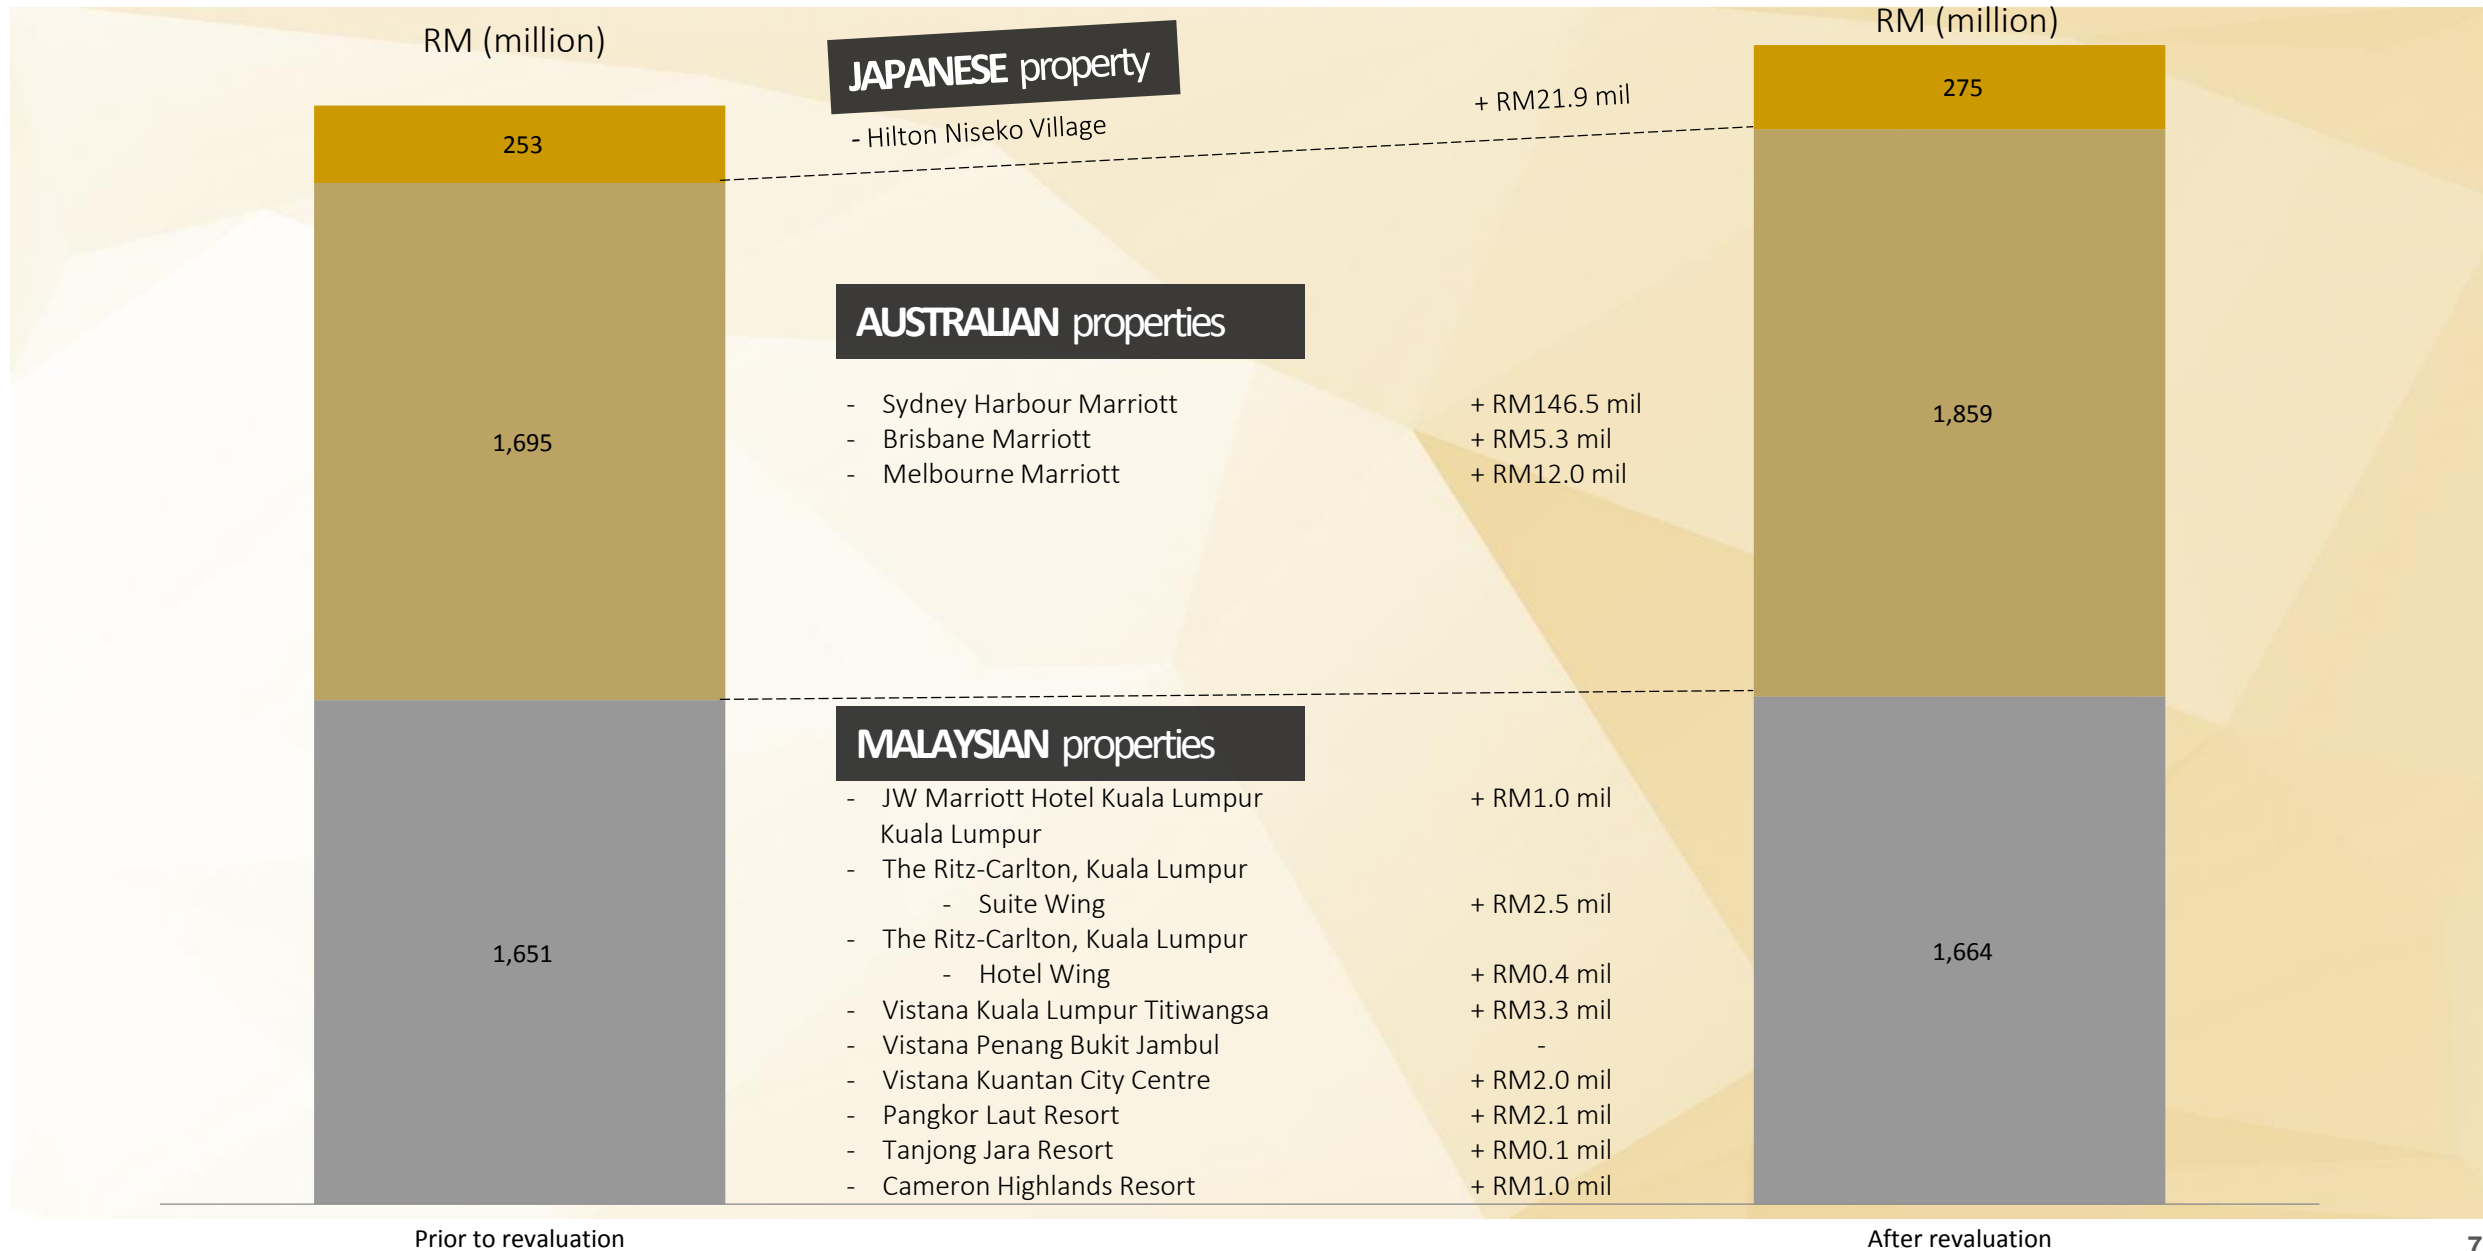 RM (million)
RM (million)
JAPANESE property
- Hilton Niseko Village + RM21.9 mil
253
275
AUSTRALIAN properties
- Sydney Harbour Marriott + RM146.5 mil
- Brisbane Marriott + RM5.3 mil
- Melbourne Marriott + RM12.0 mil
1,695
1,859
MALAYSIAN properties
- JW Marriott Hotel Kuala Lumpur + RM1.0 mil
Kuala Lumpur
- The Ritz-Carlton, Kuala Lumpur
- Suite Wing + RM2.5 mil
- The Ritz-Carlton, Kuala Lumpur
- Hotel Wing + RM0.4 mil
- Vistana Kuala Lumpur Titiwangsa + RM3.3 mil
- Vistana Penang Bukit Jambul -
- Vistana Kuantan City Centre + RM2.0 mil
- Pangkor Laut Resort + RM2.1 mil
- Tanjong Jara Resort + RM0.1 mil
- Cameron Highlands Resort + RM1.0 mil
1,651
1,664
Prior to revaluation
After revaluation
7